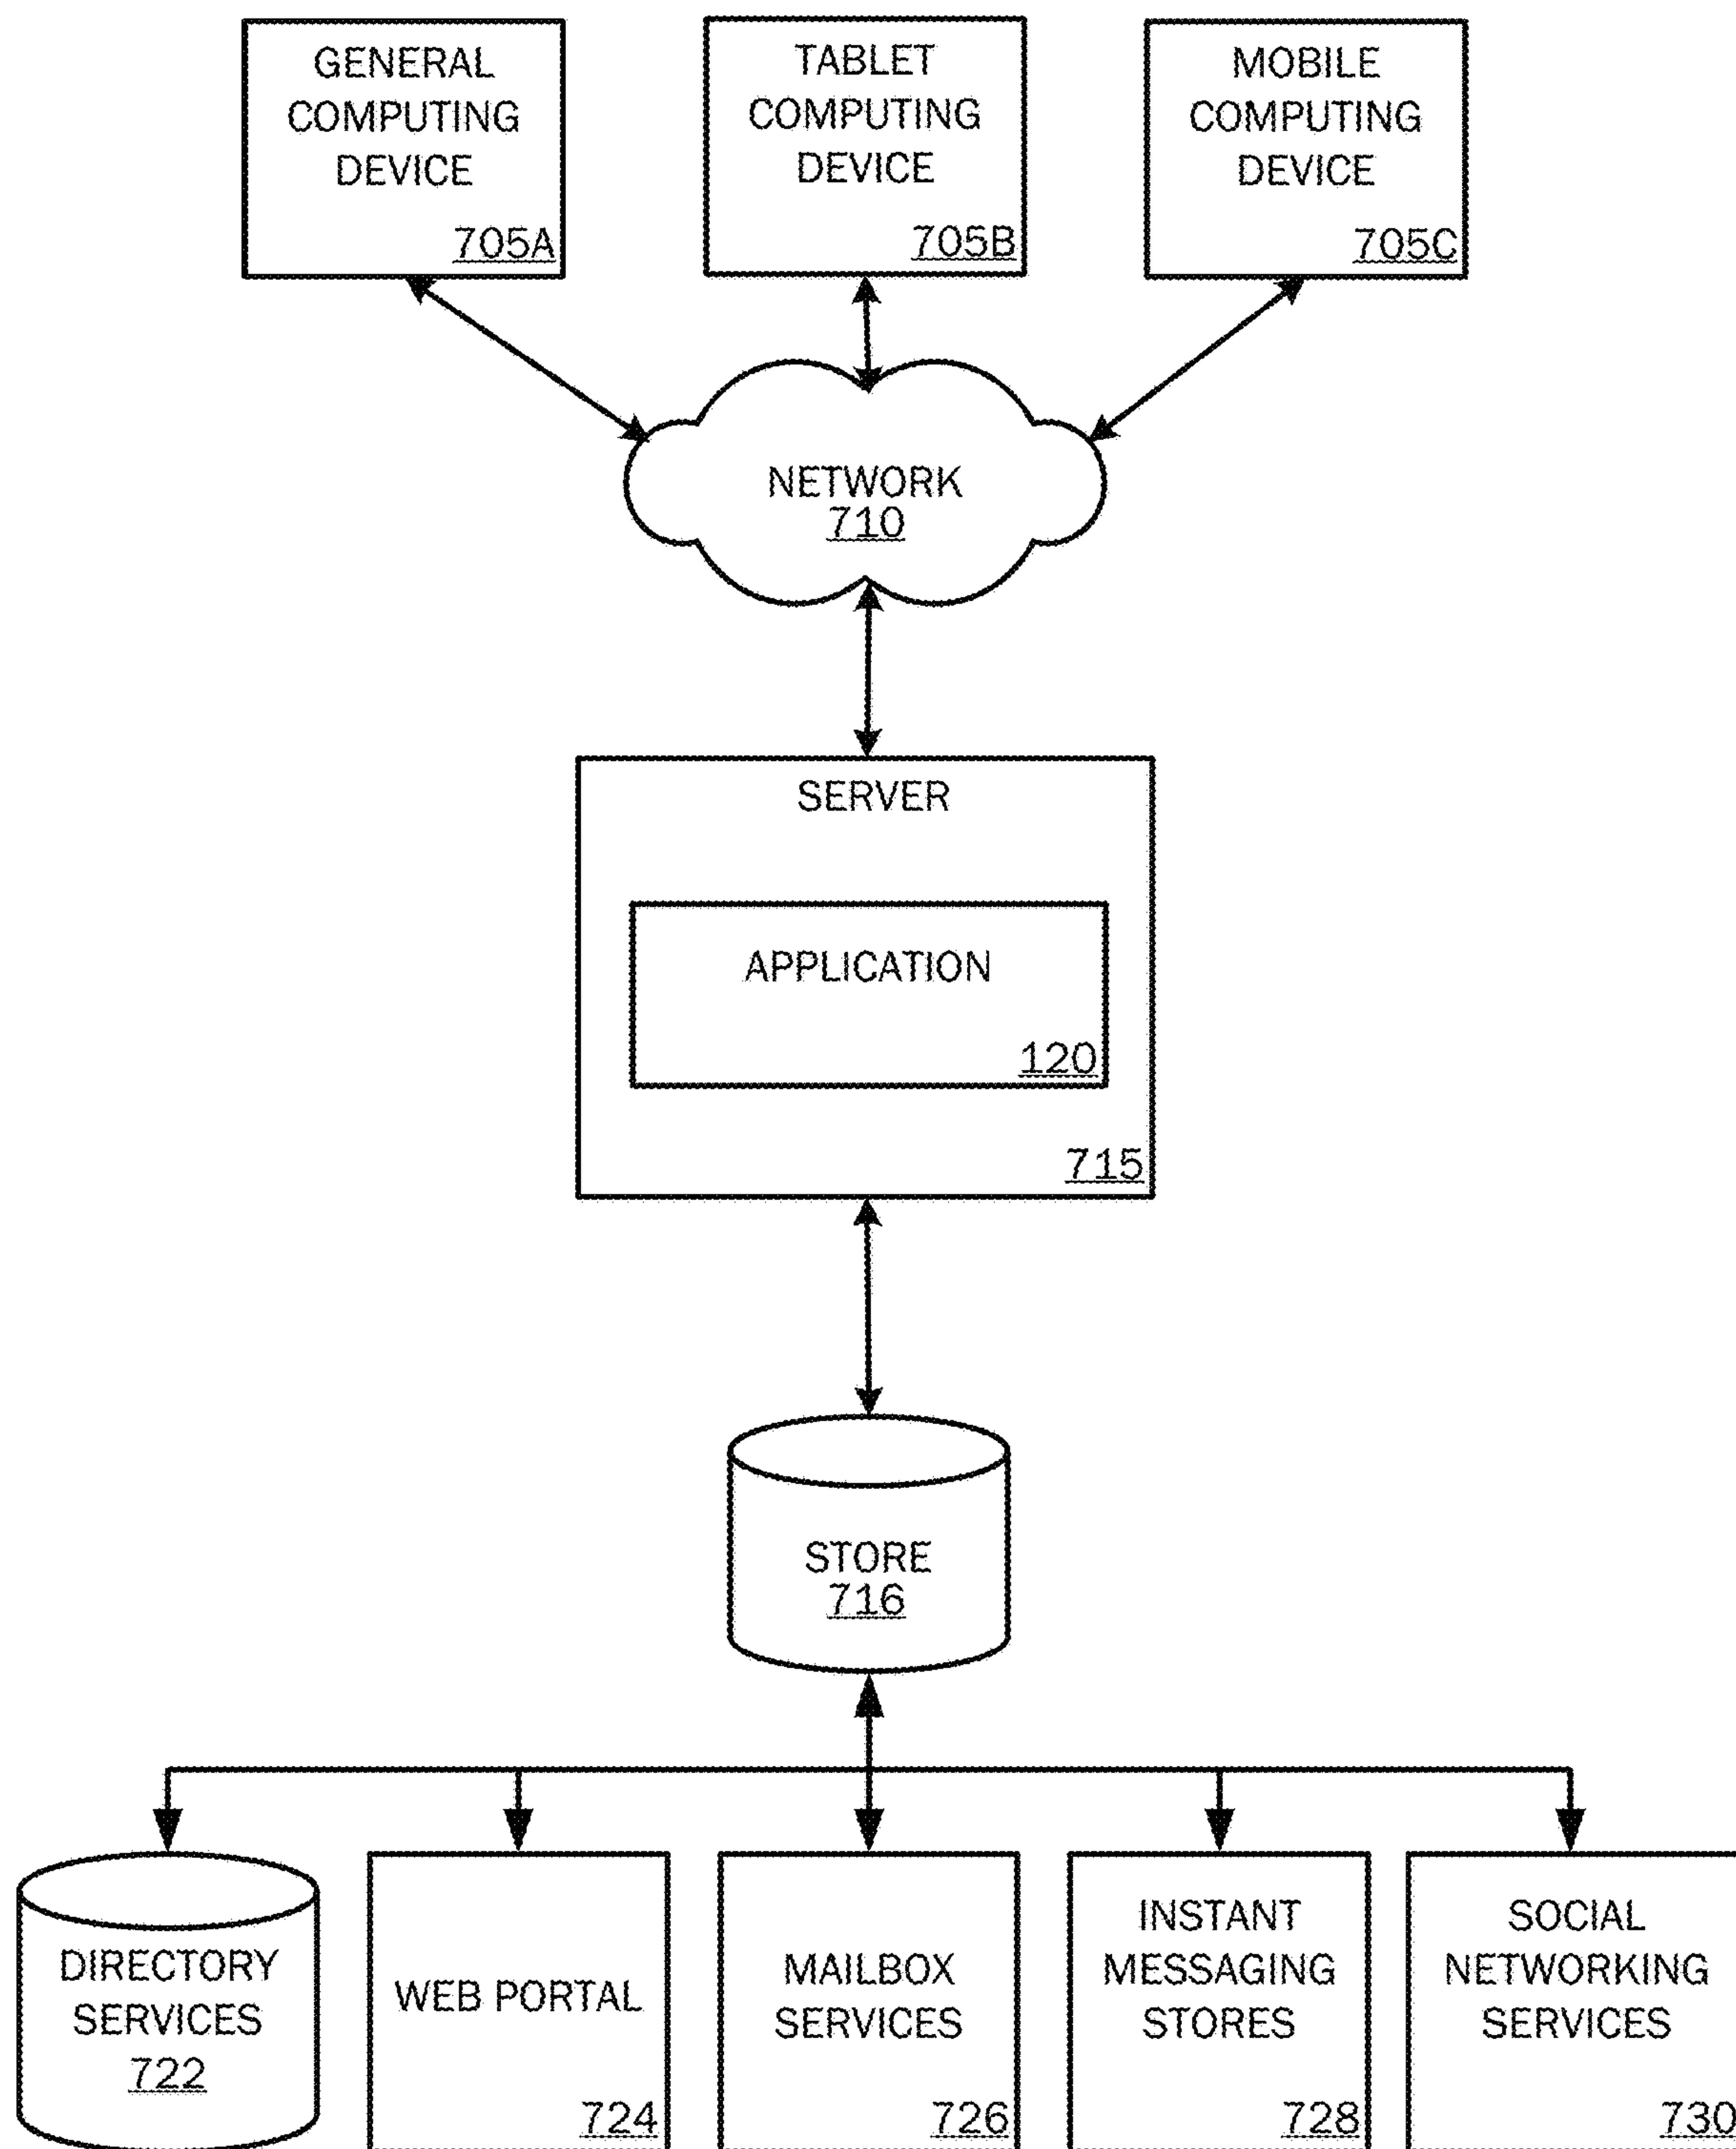 GENERAL
COMPUTING
DEVICE
705A
TABLET
COMPUTING
DEVICE
705B
MOBILE
COMPUTING
DEVICE
705C
NETWORK
710
SERVER
APPLICATION
120
715
STORE
716
DIRECTORY
SERVICES
722
WEB PORTAL
724
MAILBOX
SERVICES
726
INSTANT
MESSAGING
STORES
728
SOCIAL
NETWORKING
SERVICES
730